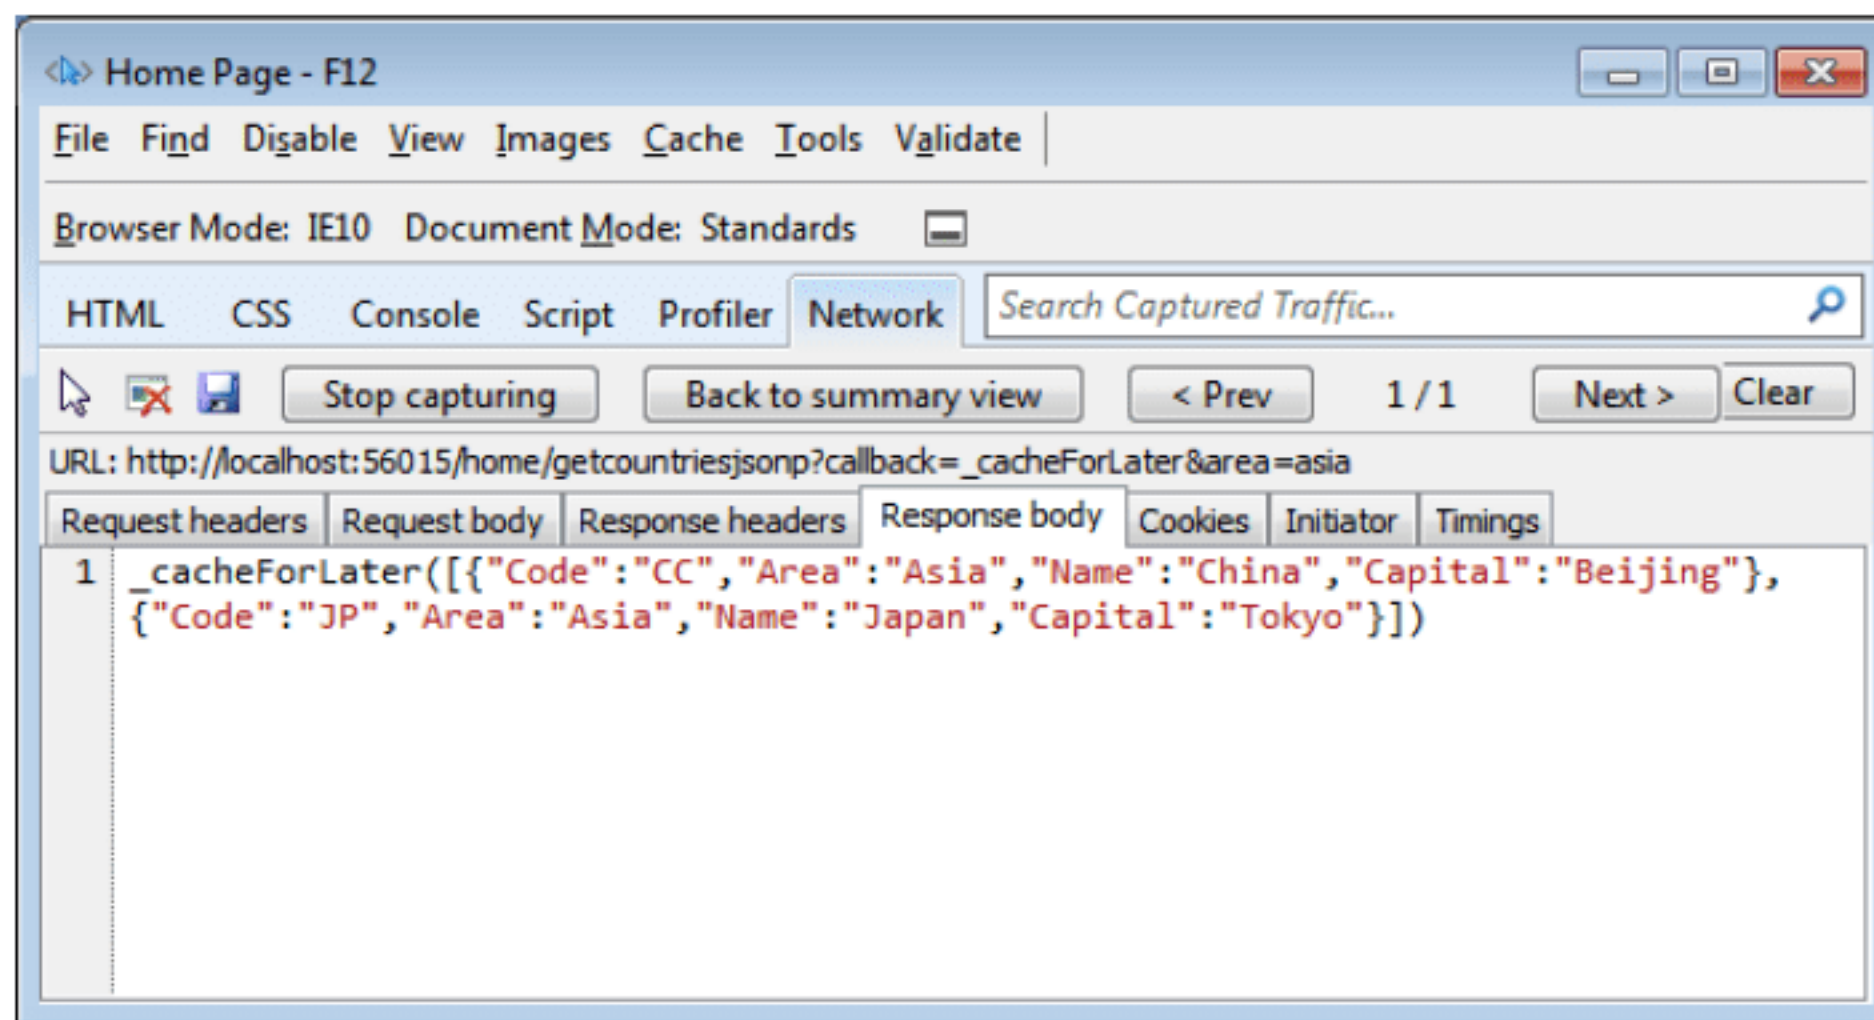 Home Page - F12
File Find Disable View Images Cache Tools Validate
Browser Mode: IE10 Document Mode: Standards
HTML CSS Console Script Profiler Network Search Captured Traffic...
Stop capturing Back to summary view < Prev 1 / 1 Next > Clear
URL: http://localhost:56015/home/getcountriesjsonp?callback=_cacheForLater&area=asia
Request headers Request body Response headers Response body Cookies Initiator Timings
1 _cacheForLater([{"Code":"CC","Area":"Asia","Name":"China","Capital":"Beijing"},
{"Code":"JP","Area":"Asia","Name":"Japan","Capital":"Tokyo"}])